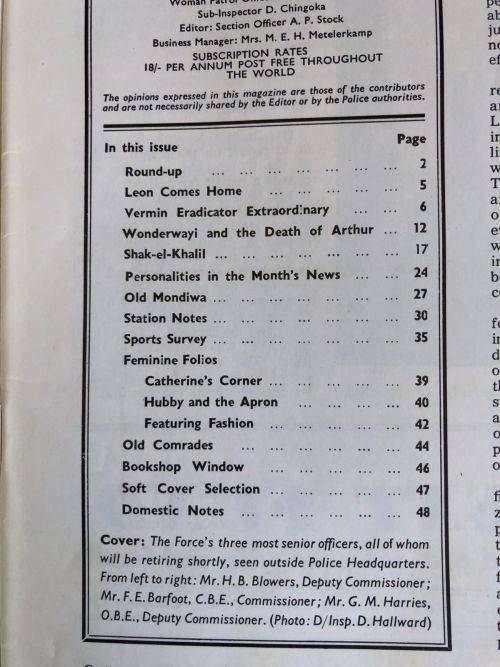 Sub-Inspector D. Chingoka
Editor: Section Officer A. P. Stock
Business Manager: Mrs. M. E. H. Metelerkamp
SUBSCRIPTION RATES
18/- PER ANNUM POST FREE THROUGHOUT
THE WORLD
The opinions expressed in this magazine are those of the contributors
and are not necessarily shared by the Editor or by the Police authorities.
In this issue Page
Round-up ... ... ... ... ... ... ... 2
Leon Comes Home ... ... ... ... ... 5
Vermin Eradicator Extraordinary ... ... 6
Wonderwayi and the Death of Arthur ... 12
Shak-el-Khalil ... ... ... ... ... ... ... 17
Personalities in the Month's News ... ... 24
Old Mondiwa ... ... ... ... ... ... ... 27
Station Notes ... ... ... ... ... ... ... 30
Sports Survey ... ... ... ... ... ... ... 35
Feminine Folios
Catherine's Corner ... ... ... ... ... 39
Hubby and the Apron ... ... ... ... 40
Featuring Fashion ... ... ... ... ... 42
Old Comrades ... ... ... ... ... ... 44
Bookshop Window ... ... ... ... ... 46
Soft Cover Selection ... ... ... ... ... 47
Domestic Notes ... ... ... ... ... ... 48
Cover: The Force's three most senior officers, all of whom
will be retiring shortly, seen outside Police Headquarters.
From left to right: Mr. H. B. Blowers, Deputy Commissioner;
Mr. F. E. Barfoot, C.B.E., Commissioner; Mr. G. M. Harries,
O.B.E., Deputy Commissioner. (Photo: D/Insp. D. Hallward)